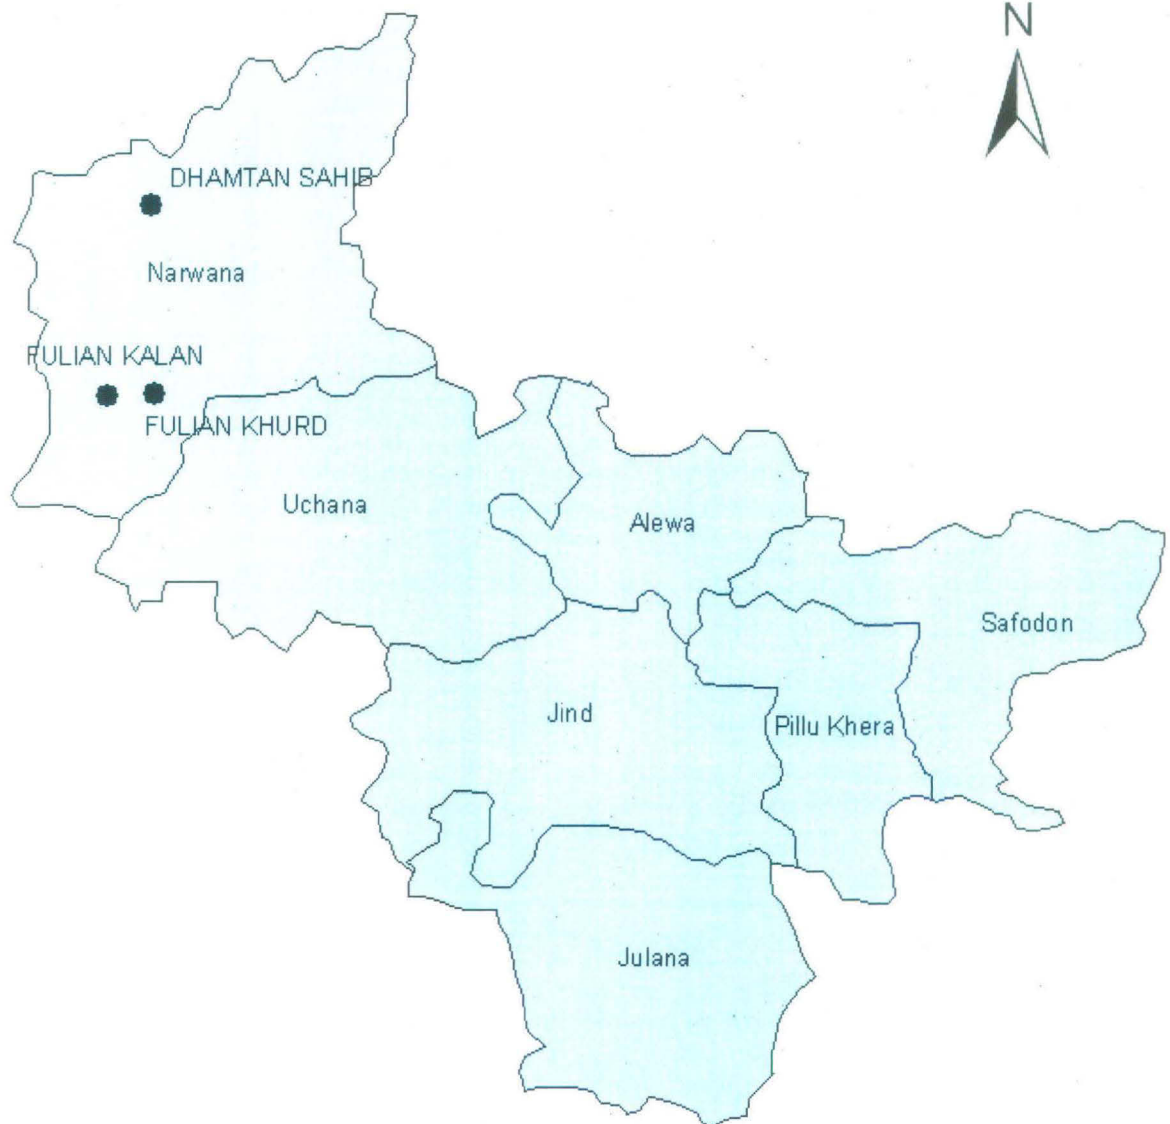 N
DHAMTAN SAHIB
Narwana
FULIAN KALAN
FULIAN KHURD
Uchana
Alewa
Safodon
Jind
Pillu Khera
Julana